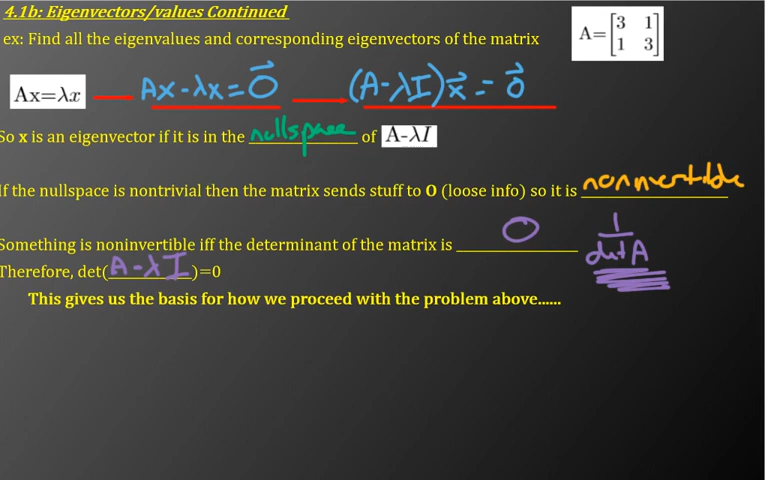 4.1b: Eigenvectors/values Continued
ex: Find all the eigenvalues and corresponding eigenvectors of the matrix A=[3 1
1 3]
Ax=λx Ax-λx=0⃗ (A-λI)x⃗=0⃗
So x is an eigenvector if it is in the nullspace of A-λI
If the nullspace is nontrivial then the matrix sends stuff to 0 (loose info) so it is noninvertible
Something is noninvertible iff the determinant of the matrix is 0 1/det A
Therefore, det(A-λI)=0
This gives us the basis for how we proceed with the problem above......